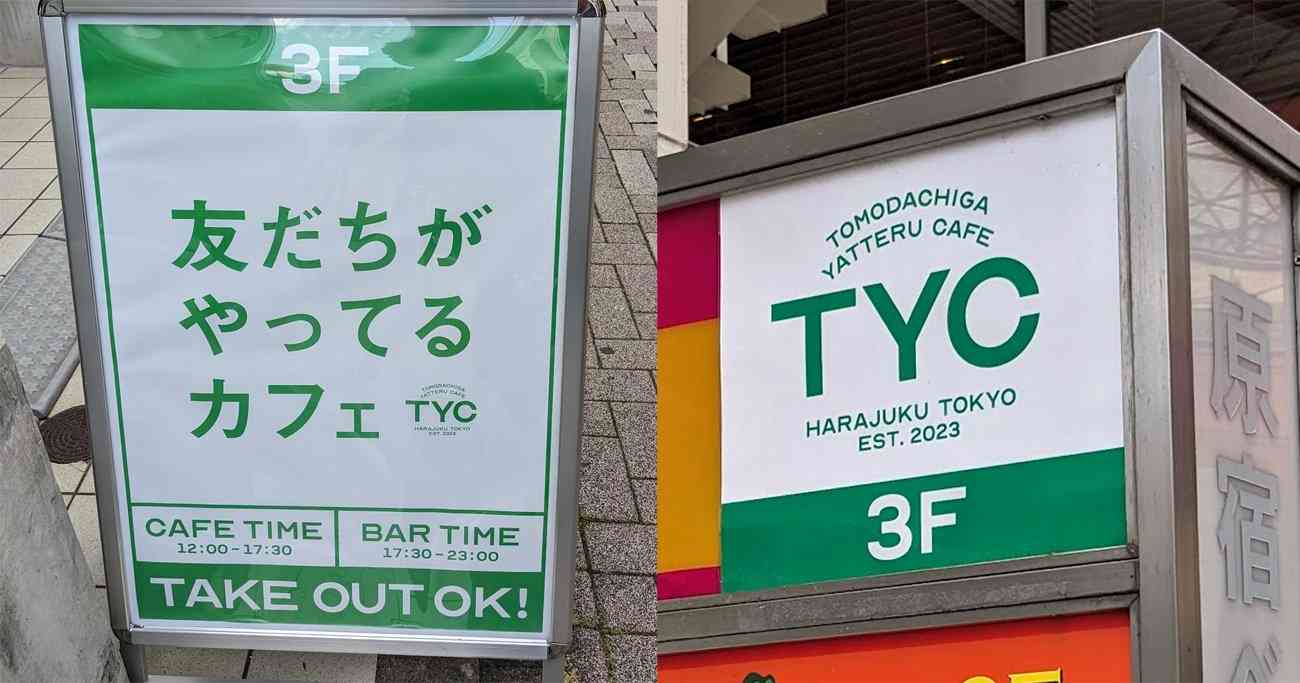 3F
友だちが
やってる
カフェ
TOMODACHIGA
YATTERU CAFE
TYC
HARAJUKU TOKYO
EST. 2023
CAFE TIME
12:00-17:30
BAR TIME
17:30-23:00
TAKE OUT OK!
TOMODACHIGA
YATTERU CAFE
TYC
HARAJUKU TOKYO
EST. 2023
3F
原宿